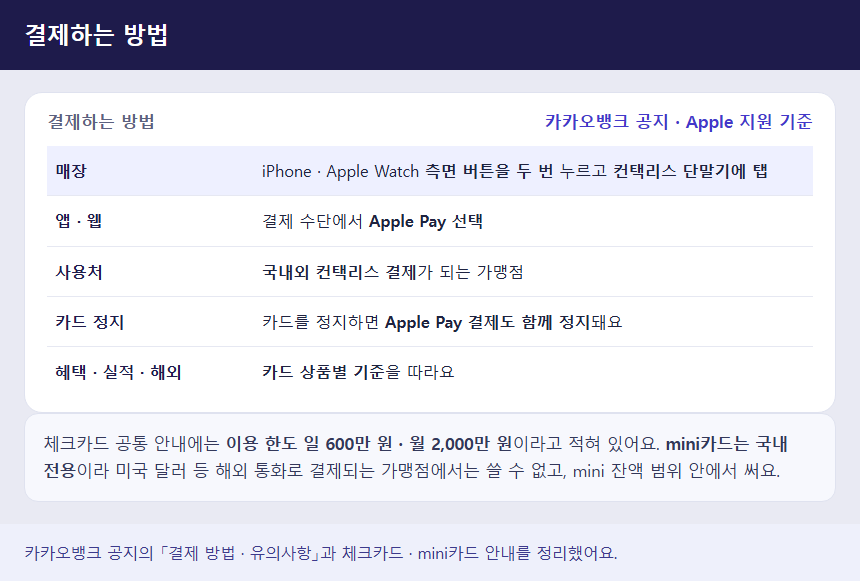 결제하는 방법
결제하는 방법 카카오뱅크 공지 · Apple 지원 기준
매장 iPhone · Apple Watch 측면 버튼을 두 번 누르고 컨택리스 단말기에 탭
앱 · 웹 결제 수단에서 Apple Pay 선택
사용처 국내외 컨택리스 결제가 되는 가맹점
카드 정지 카드를 정지하면 Apple Pay 결제도 함께 정지돼요
혜택 · 실적 · 해외 카드 상품별 기준을 따라요
체크카드 공통 안내에는 이용 한도 일 600만 원 · 월 2,000만 원이라고 적혀 있어요. mini카드는 국내
전용이라 미국 달러 등 해외 통화로 결제되는 가맹점에서는 쓸 수 없고, mini 잔액 범위 안에서 써요.
카카오뱅크 공지의 「결제 방법 · 유의사항」과 체크카드 · mini카드 안내를 정리했어요.